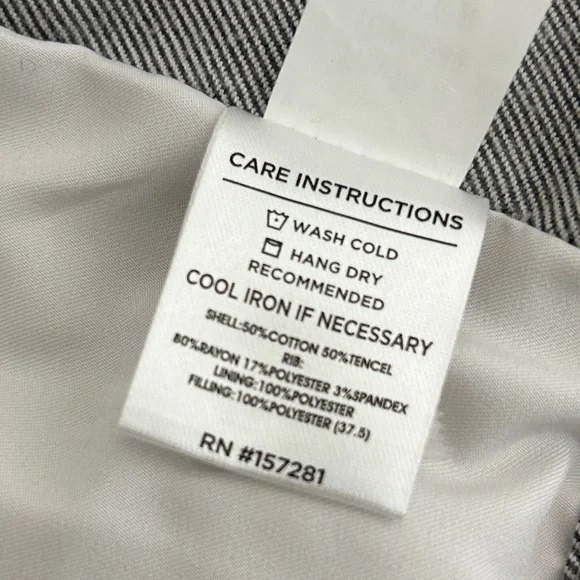 CARE INSTRUCTIONS
WASH COLD
HANG DRY
RECOMMENDED
COOL IRON IF NECESSARY
SHELL:50%COTTON 50%TENCEL
RIB:
80%RAYON 17%POLYESTER 3%SPANDEX
LINING:100%POLYESTER
FILLING:100%POLYESTER (37.5)
RN #157281